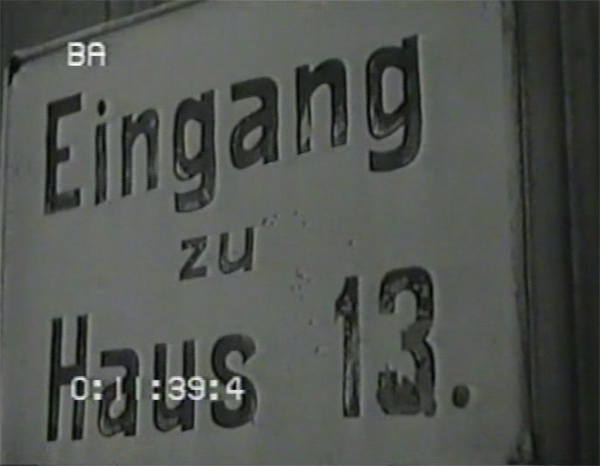 BA
Eingang
zu
Haus 13.
0:11:39:4